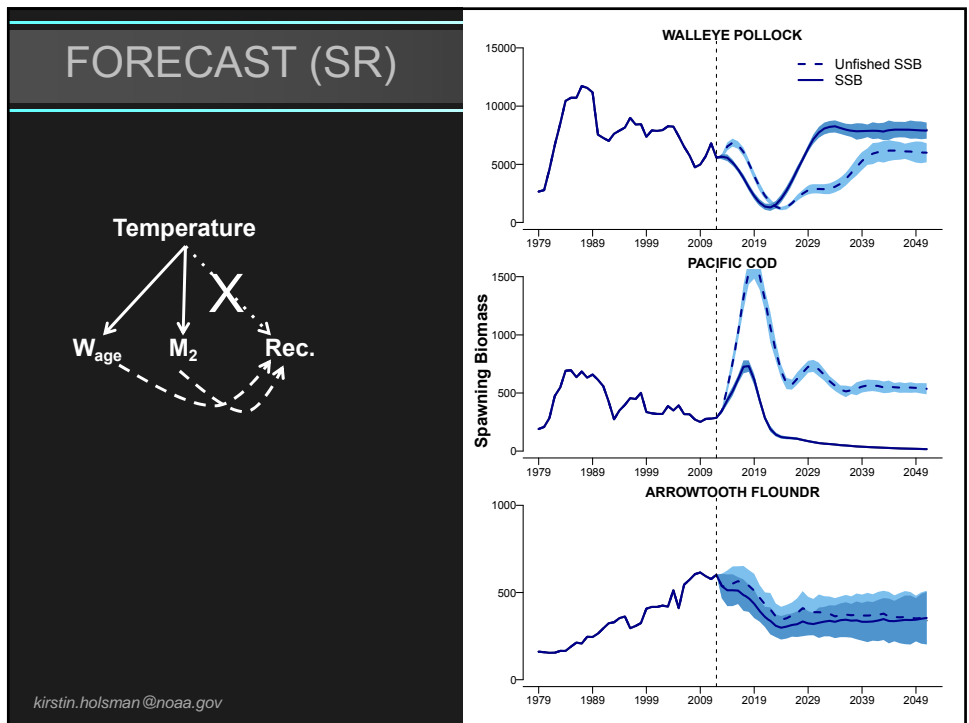 FORECAST (SR)
Temperature
X
Wage M2 Rec.
kirstin.holsman@noaa.gov
Spawning Biomass
WALLEYE POLLOCK
Unfished SSB
SSB
15000
10000
5000
0
1979 1989 1999 2009 2019 2029 2039 2049
PACIFIC COD
1500
1000
500
0
1979 1989 1999 2009 2019 2029 2039 2049
ARROWTOOTH FLOUNDR
1000
500
0
1979 1989 1999 2009 2019 2029 2039 2049